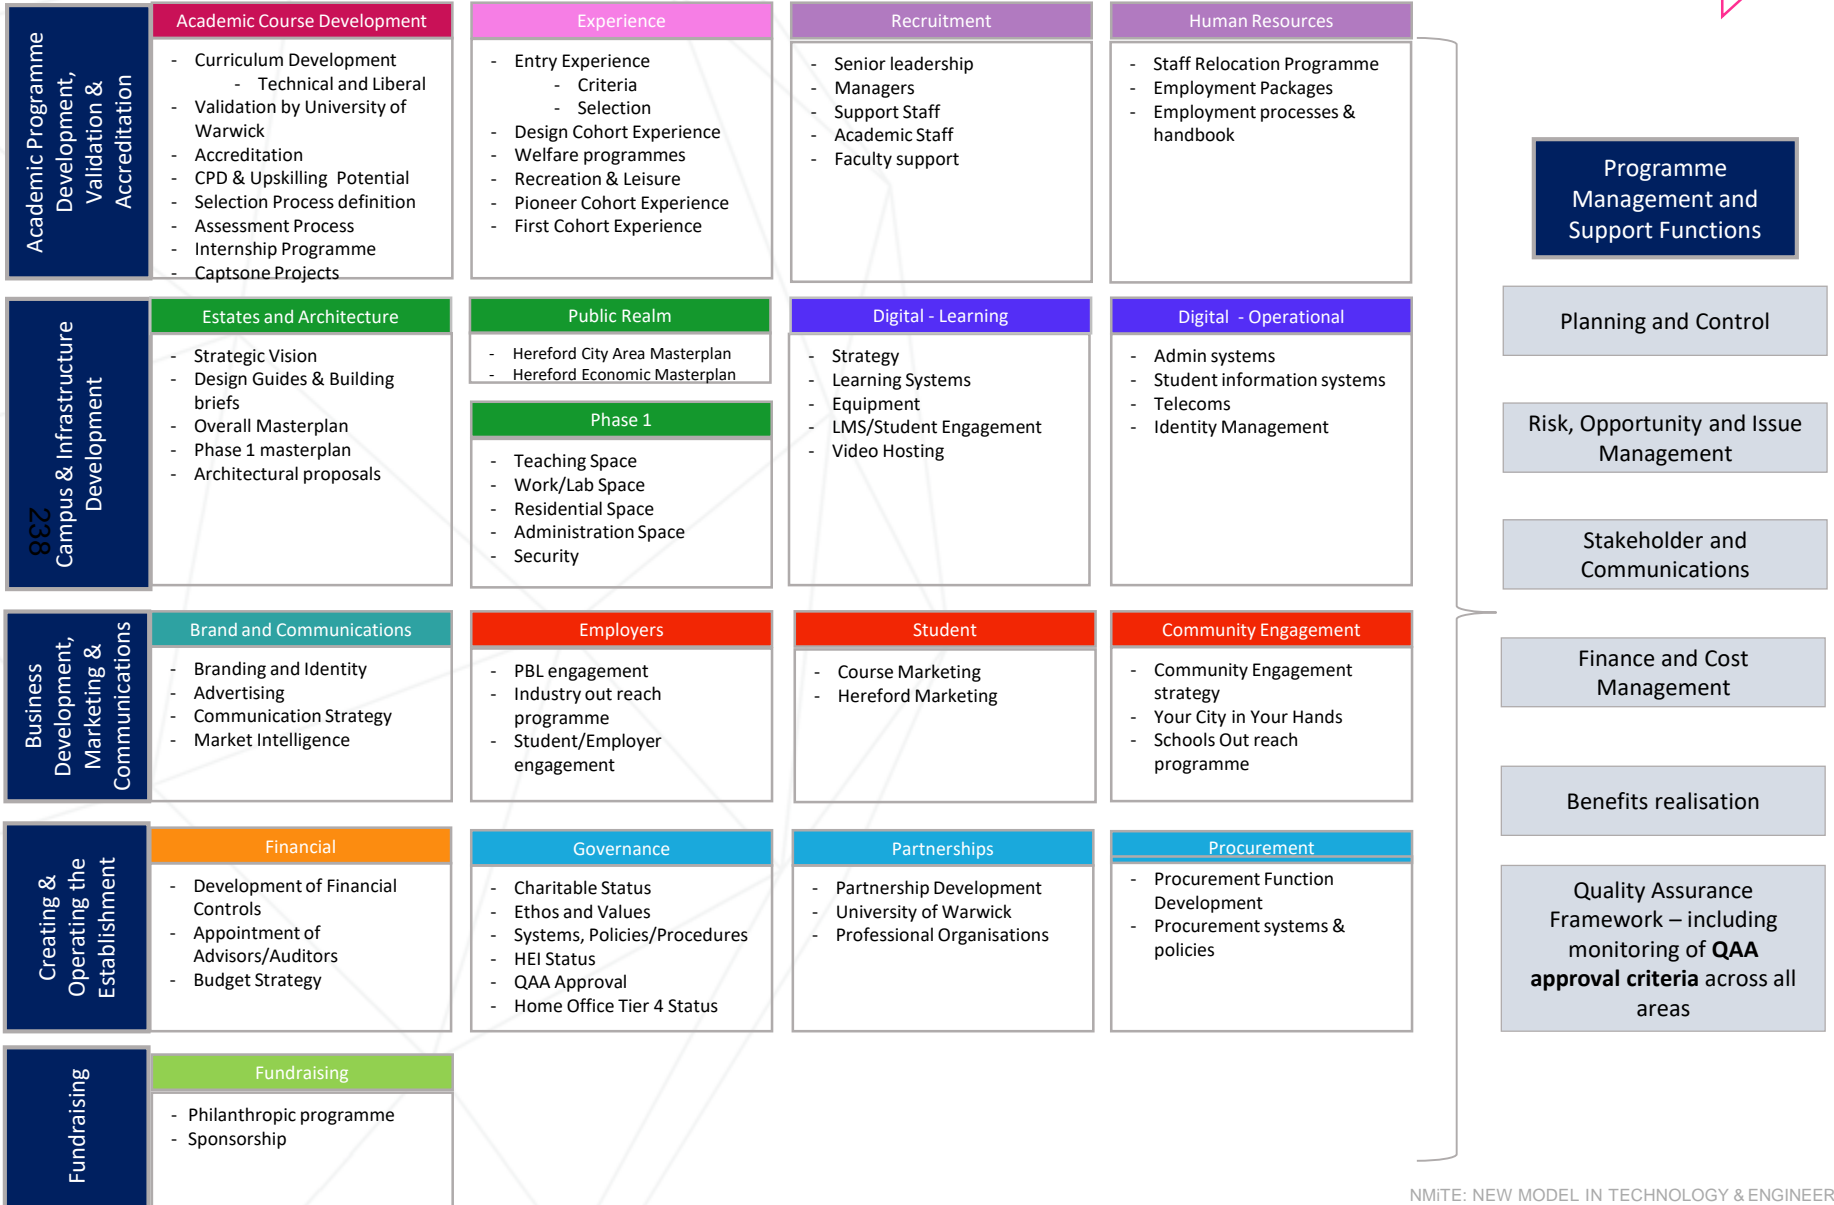 Academic Programme
Development,
Validation &
Accreditation
Academic Course Development
- Curriculum Development
- Technical and Liberal
- Validation by University of
Warwick
- Accreditation
- CPD & Upskilling Potential
- Selection Process definition
- Assessment Process
- Internship Programme
- Captsone Projects
Experience
- Entry Experience
- Criteria
- Selection
- Design Cohort Experience
- Welfare programmes
- Recreation & Leisure
- Pioneer Cohort Experience
- First Cohort Experience
Recruitment
- Senior leadership
- Managers
- Support Staff
- Academic Staff
- Faculty support
Human Resources
- Staff Relocation Programme
- Employment Packages
- Employment processes &
handbook
Campus & Infrastructure
Development
238
Estates and Architecture
- Strategic Vision
- Design Guides & Building
briefs
- Overall Masterplan
- Phase 1 masterplan
- Architectural proposals
Public Realm
- Hereford City Area Masterplan
- Hereford Economic Masterplan
Phase 1
- Teaching Space
- Work/Lab Space
- Residential Space
- Administration Space
- Security
Digital - Learning
- Strategy
- Learning Systems
- Equipment
- LMS/Student Engagement
- Video Hosting
Digital - Operational
- Admin systems
- Student information systems
- Telecoms
- Identity Management
Business
Development,
Marketing &
Communications
Brand and Communications
- Branding and Identity
- Advertising
- Communication Strategy
- Market Intelligence
Employers
- PBL engagement
- Industry out reach
programme
- Student/Employer
engagement
Student
- Course Marketing
- Hereford Marketing
Community Engagement
- Community Engagement
strategy
- Your City in Your Hands
- Schools Out reach
programme
Creating &
Operating the
Establishment
Financial
- Development of Financial
Controls
- Appointment of
Advisors/Auditors
- Budget Strategy
Governance
- Charitable Status
- Ethos and Values
- Systems, Policies/Procedures
- HEI Status
- QAA Approval
- Home Office Tier 4 Status
Partnerships
- Partnership Development
- University of Warwick
- Professional Organisations
Procurement
- Procurement Function
Development
- Procurement systems &
policies
Fundraising
Fundraising
- Philanthropic programme
- Sponsorship
Programme
Management and
Support Functions
Planning and Control
Risk, Opportunity and Issue
Management
Stakeholder and
Communications
Finance and Cost
Management
Benefits realisation
Quality Assurance
Framework – including
monitoring of QAA
approval criteria across all
areas
NMiTE: NEW MODEL IN TECHNOLOGY & ENGINEER